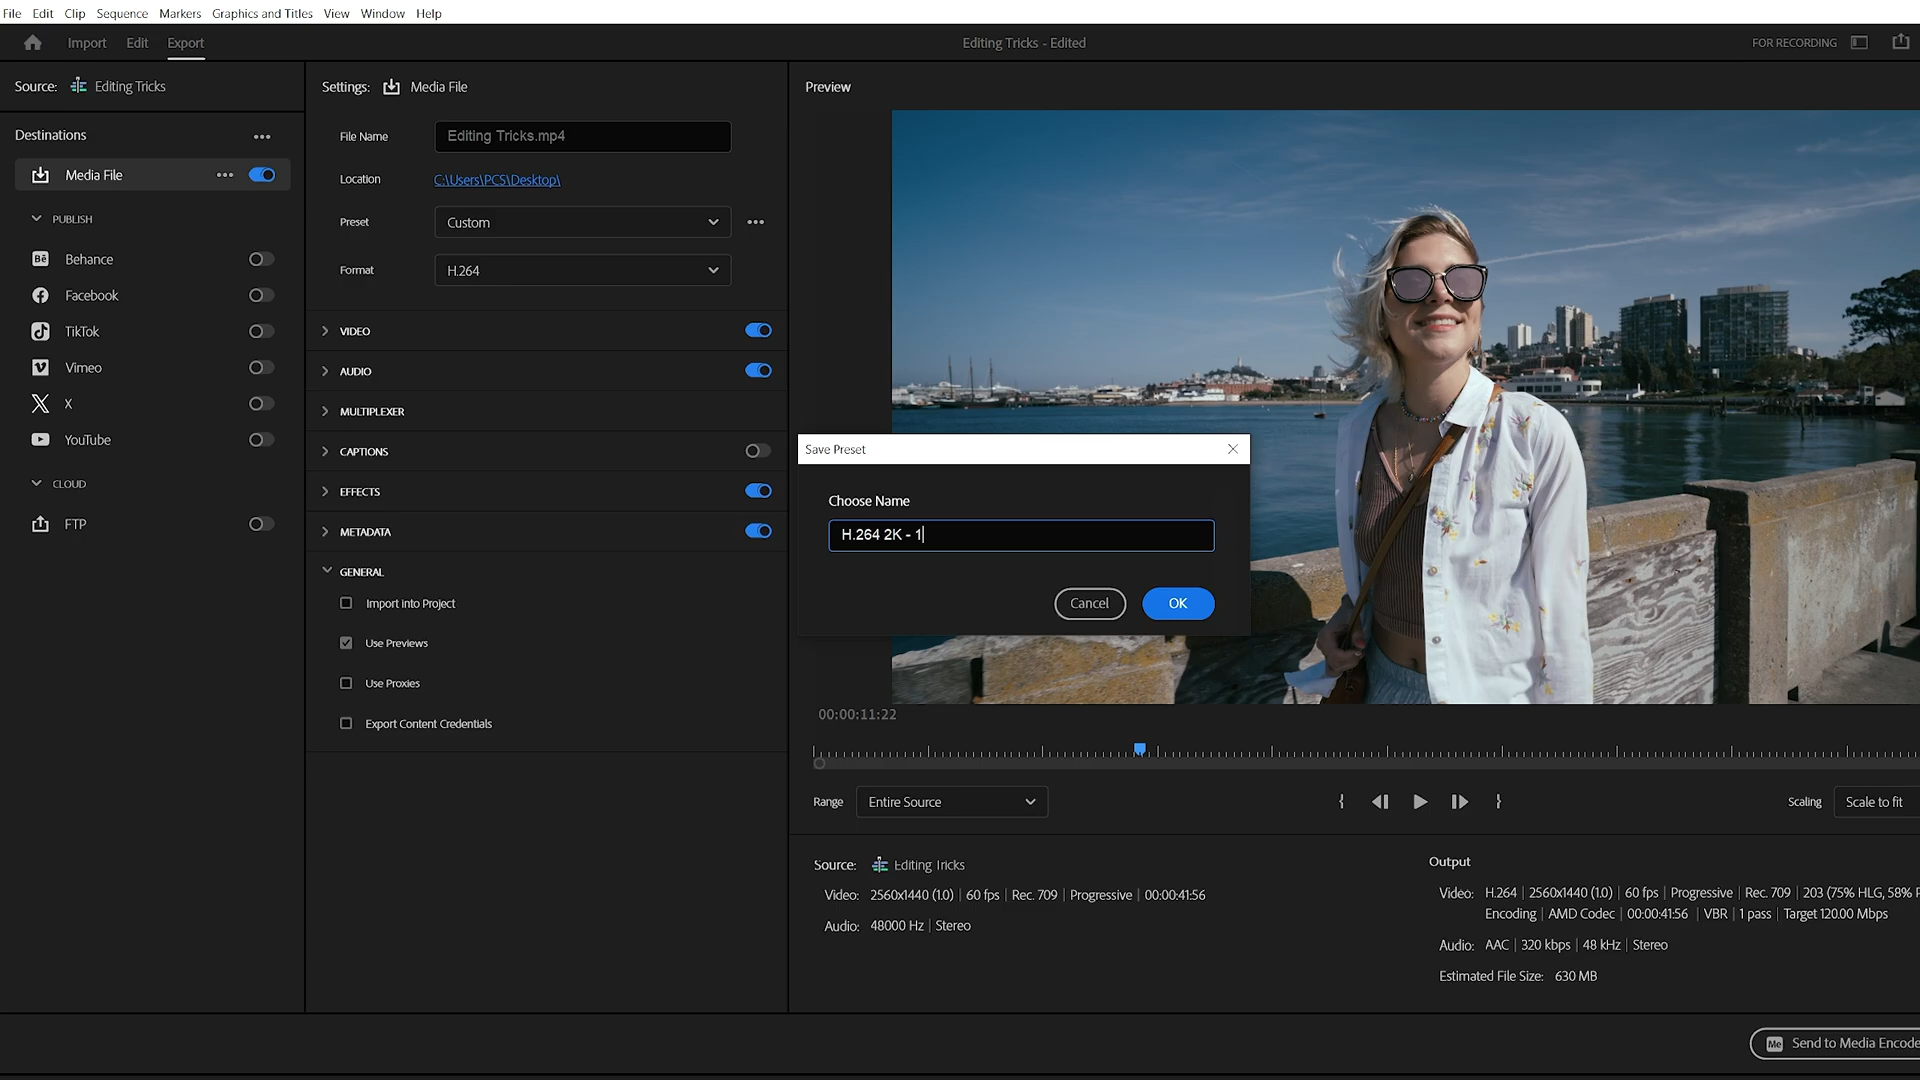 File Edit Clip Sequence Markers Graphics and Titles View Window Help
Import Edit Export
Editing Tricks - Edited
FOR RECORDING
Source: Editing Tricks
Destinations
Media File
PUBLISH
Behance
Facebook
TikTok
Vimeo
X
YouTube
CLOUD
FTP
Settings: Media File
File Name Editing Tricks.mp4
Location C:\Users\PCS\Desktop\
Preset Custom
Format H.264
VIDEO
AUDIO
MULTIPLEXER
CAPTIONS
EFFECTS
METADATA
GENERAL
Import into Project
Use Previews
Use Proxies
Export Content Credentials
Preview
Save Preset
Choose Name
H.264 2K - 1
Cancel OK
00:00:11:22
Range Entire Source
Scaling Scale to fit
Source: Editing Tricks
Video: 2560x1440 (1.0) | 60 fps | Rec. 709 | Progressive | 00:00:41:56
Audio: 48000 Hz | Stereo
Output
Video: H.264 | 2560x1440 (1.0) | 60 fps | Progressive | Rec. 709 | 203 (75% HLG, 58% P
Encoding | AMD Codec | 00:00:41:56 | VBR | 1 pass | Target 120.00 Mbps
Audio: AAC | 320 kbps | 48 kHz | Stereo
Estimated File Size: 630 MB
Me Send to Media Encode